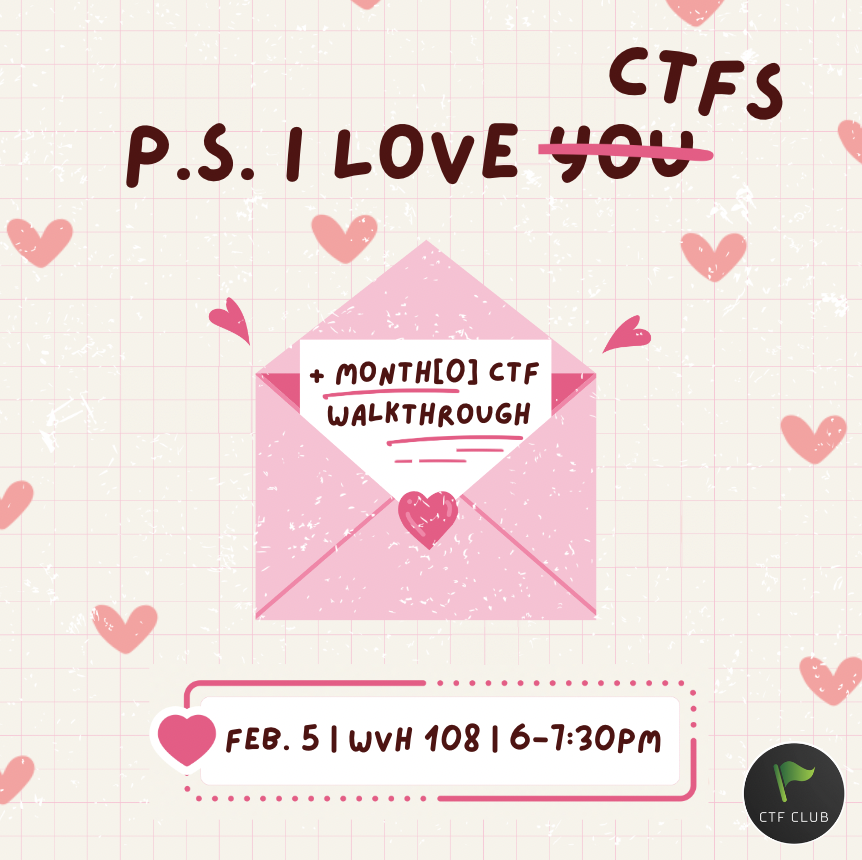 CTFS
P.S. I LOVE YOU
+ MONTH[0] CTF
WALKTHROUGH
FEB. 5 | WVH 108 | 6-7:30PM
CTF CLUB